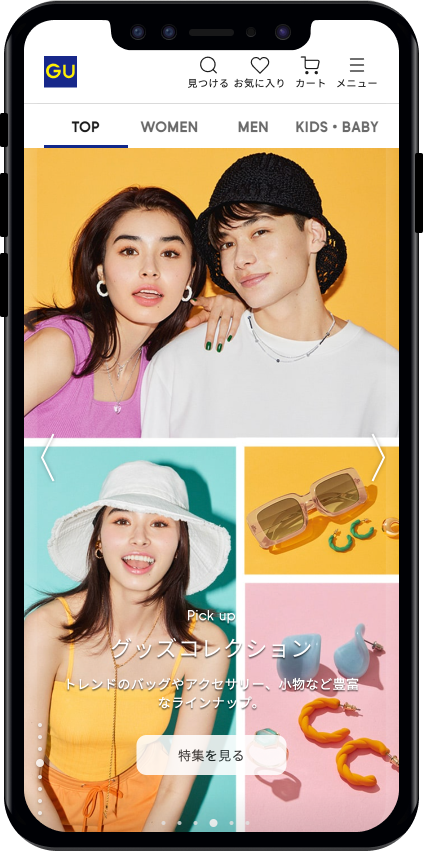 GU
見つける お気に入り カート メニュー
TOP WOMEN MEN KIDS・BABY
Pick up
グッズコレクション
トレンドのバッグやアクセサリー、小物など豊富
なラインナップ。
特集を見る